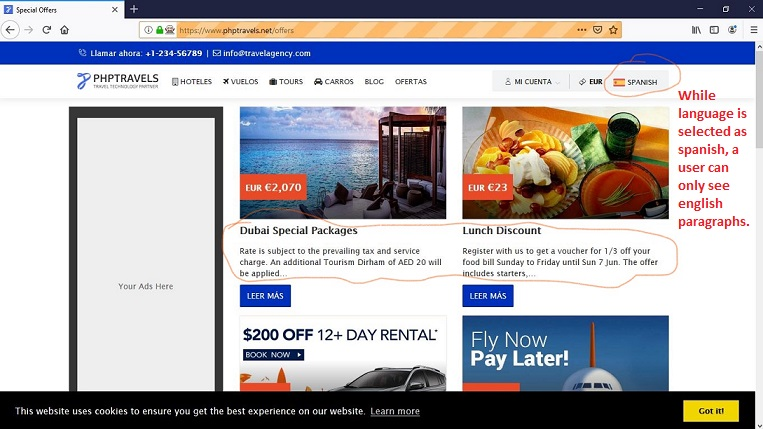 Special Offers
https://www.phptravels.net/offers
Llamar ahora: +1-234-56789 | info@travelagency.com
PHPTRAVELS
TRAVEL TECHNOLOGY PARTNER
HOTELES VUELOS TOURS CARROS BLOG OFERTAS
MI CUENTA EUR SPANISH
While
language is
selected as
spanish, a
user can
only see
english
paragraphs.
EUR €2,070
EUR €23
Dubai Special Packages
Rate is subject to the prevailing tax and service
charge. An additional Tourism Dirham of AED 20 will
be applied...
LEER MÁS
Lunch Discount
Register with us to get a voucher for 1/3 off your
food bill Sunday to Friday until Sun 7 Jun. The offer
includes starters,...
LEER MÁS
Your Ads Here
$200 OFF 12+ DAY RENTAL*
BOOK NOW
Fly Now
Pay Later!
This website uses cookies to ensure you get the best experience on our website. Learn more
Got it!